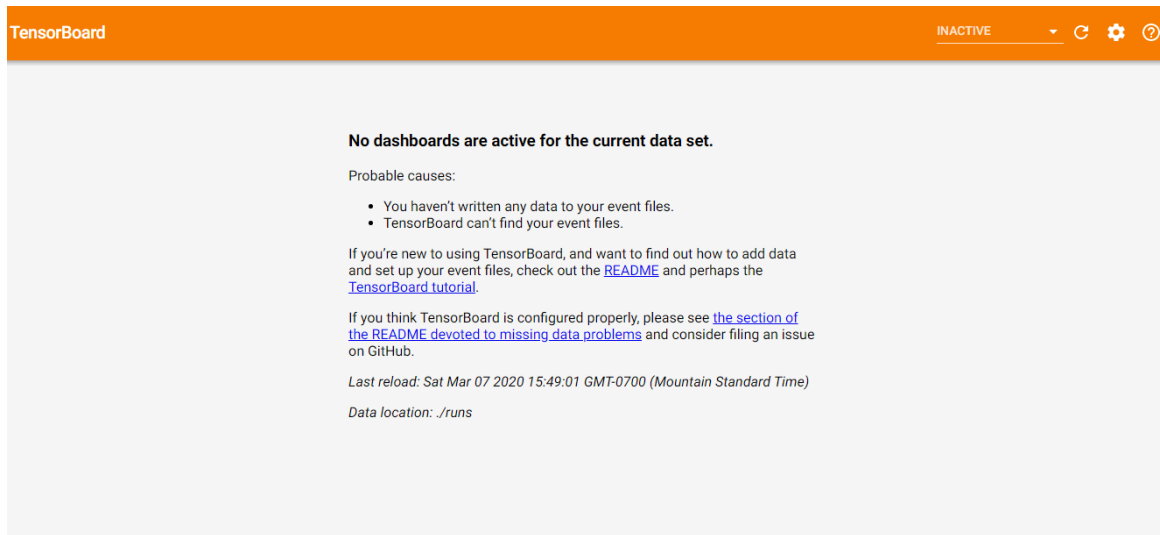 TensorBoard
INACTIVE
No dashboards are active for the current data set.
Probable causes:
• You haven't written any data to your event files.
• TensorBoard can't find your event files.
If you're new to using TensorBoard, and want to find out how to add data
and set up your event files, check out the README and perhaps the
TensorBoard tutorial.
If you think TensorBoard is configured properly, please see the section of
the README devoted to missing data problems and consider filing an issue
on GitHub.
Last reload: Sat Mar 07 2020 15:49:01 GMT-0700 (Mountain Standard Time)
Data location: ./runs